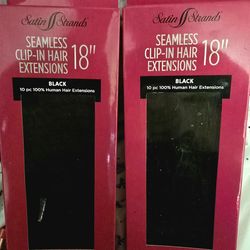 Satin Strands
SEAMLESS
CLIP-IN HAIR
EXTENSIONS
18"
BLACK
10 pc 100% Human Hair Extensions
Satin Strands
SEAMLESS
CLIP-IN HAIR
EXTENSIONS
18"
BLACK
10 pc 100% Human Hair Extensions